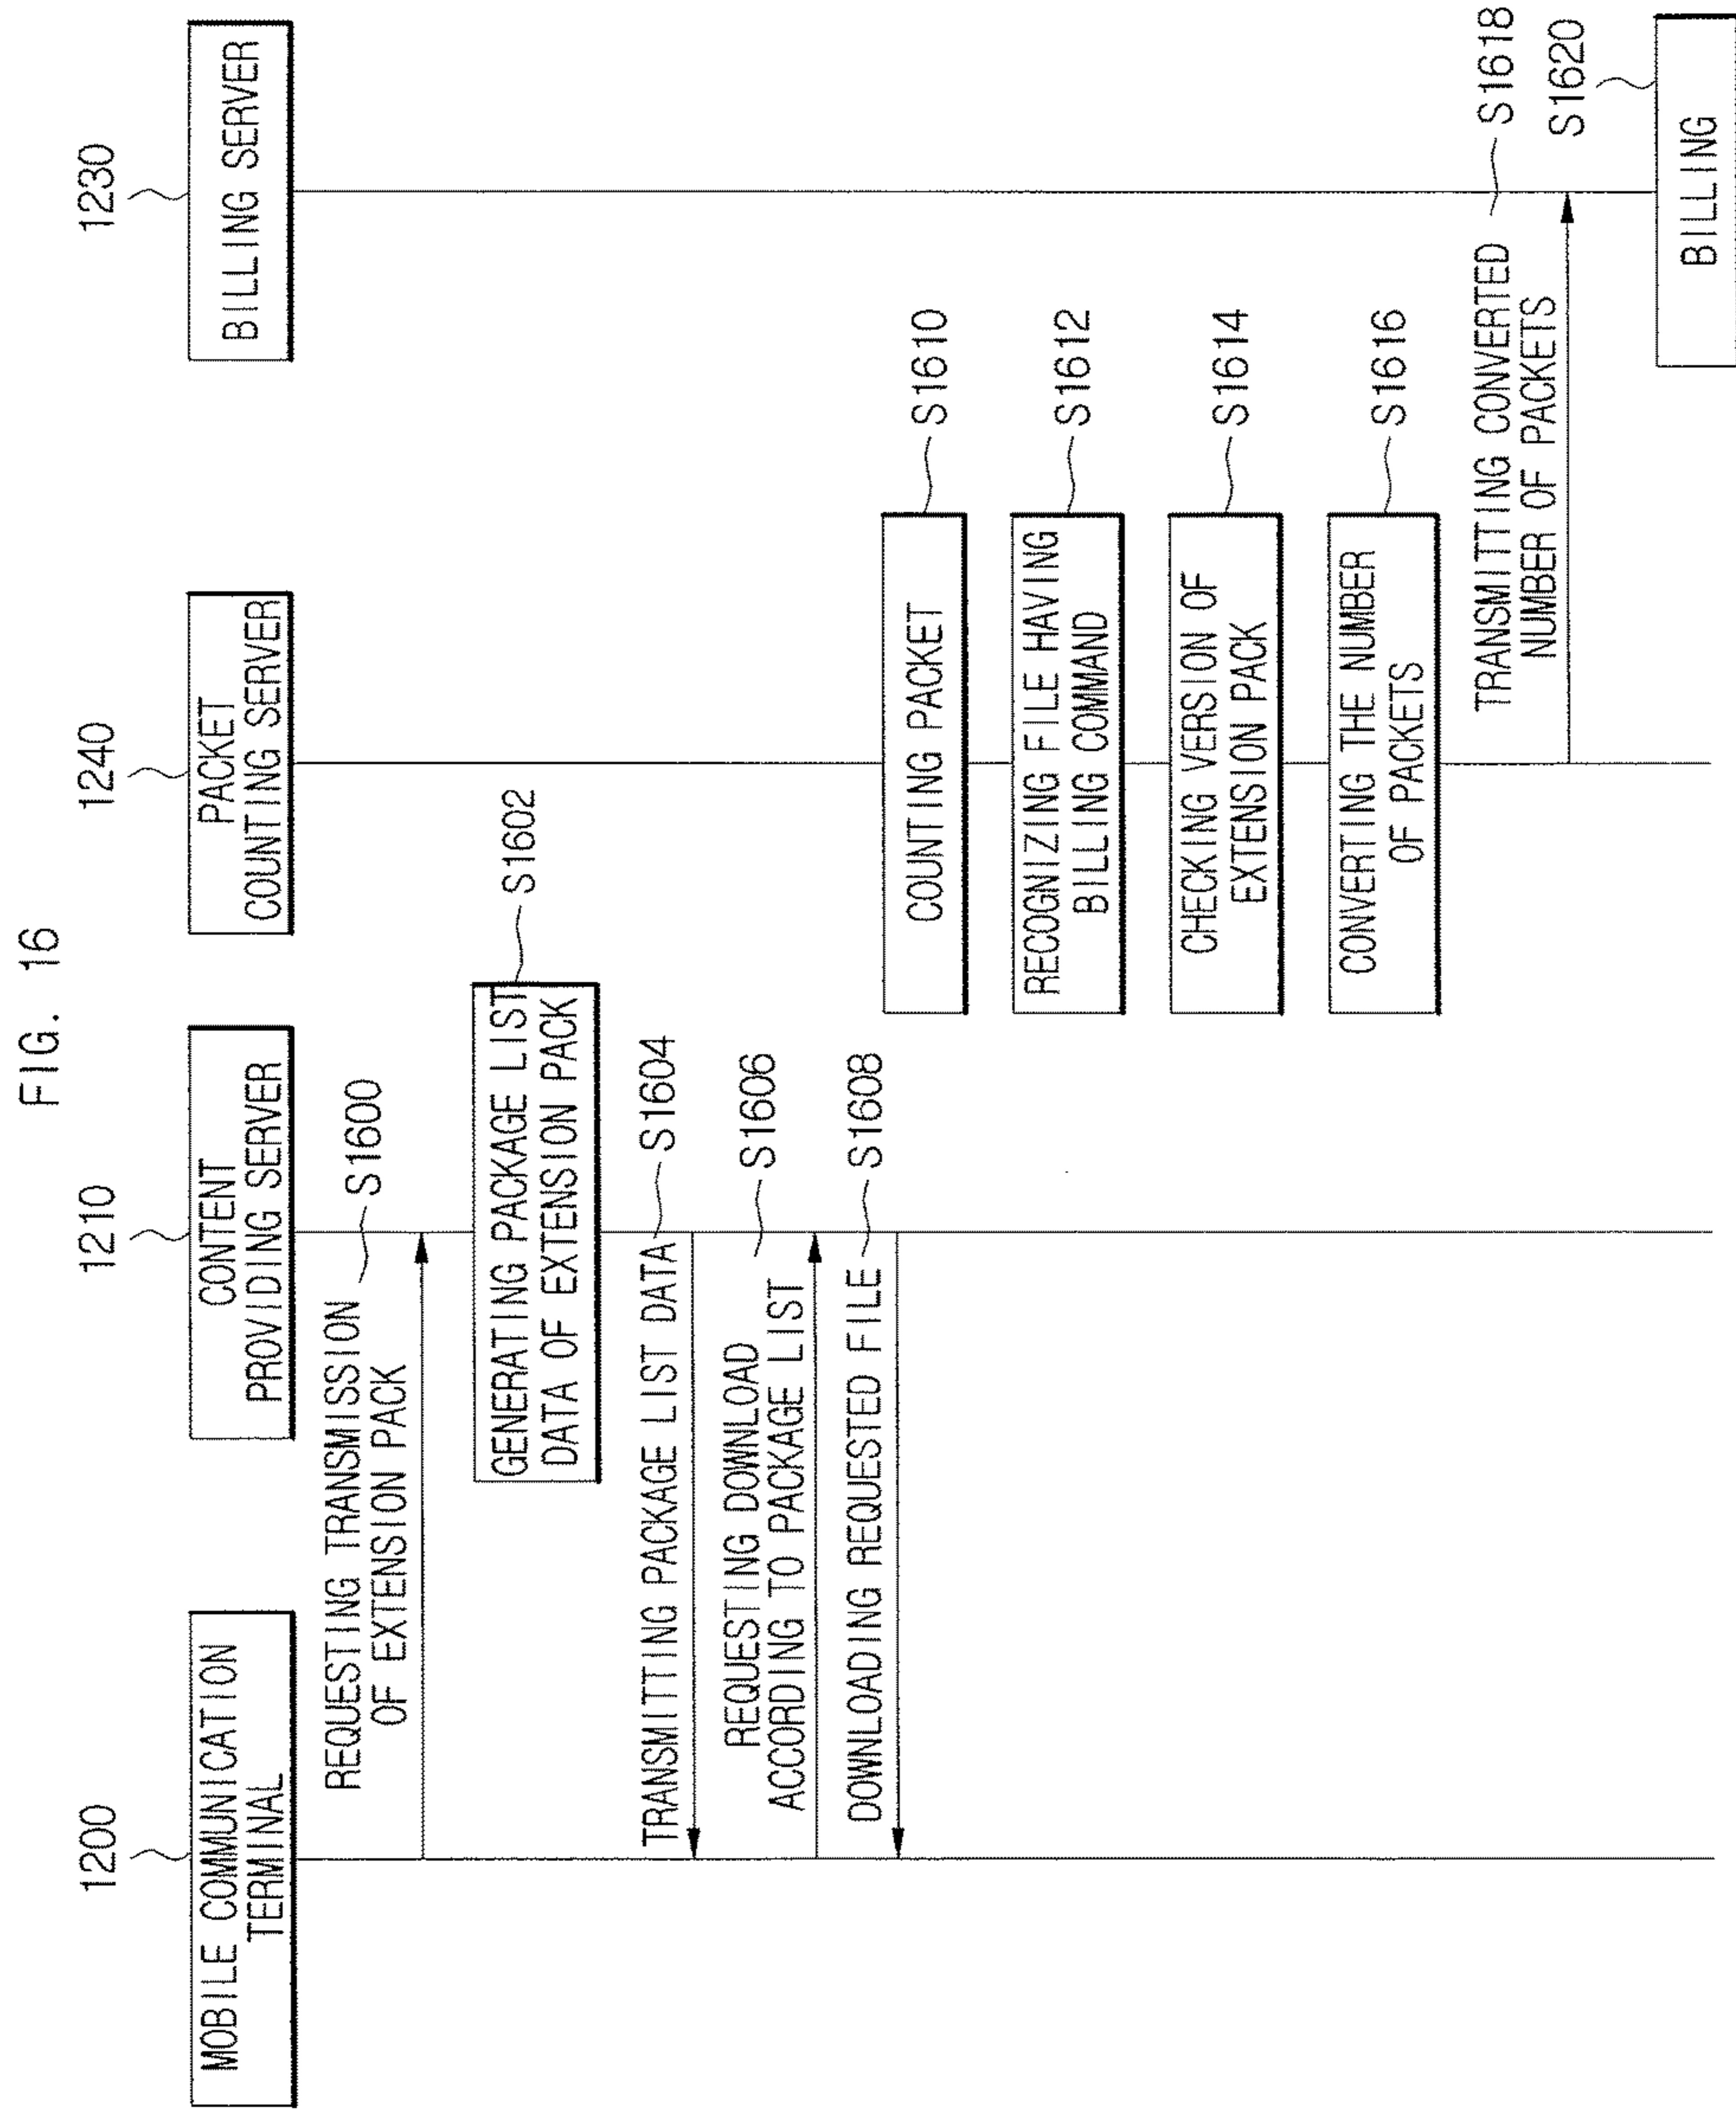 FIG. 16
1200
MOBILE COMMUNICATION
TERMINAL
1210
CONTENT
PROVIDING SERVER
1240
PACKET
COUNTING SERVER
1230
BILLING SERVER
REQUESTING TRANSMISSION
OF EXTENSION PACK
S1600
GENERATING PACKAGE LIST
DATA OF EXTENSION PACK
S1602
TRANSMITTING PACKAGE LIST DATA
S1604
REQUESTING DOWNLOAD
ACCORDING TO PACKAGE LIST
S1606
DOWNLOADING REQUESTED FILE
S1608
COUNTING PACKET
S1610
RECOGNIZING FILE HAVING
BILLING COMMAND
S1612
CHECKING VERSION OF
EXTENSION PACK
S1614
CONVERTING THE NUMBER
OF PACKETS
S1616
TRANSMITTING CONVERTED
NUMBER OF PACKETS
S1618
S1620
BILLING